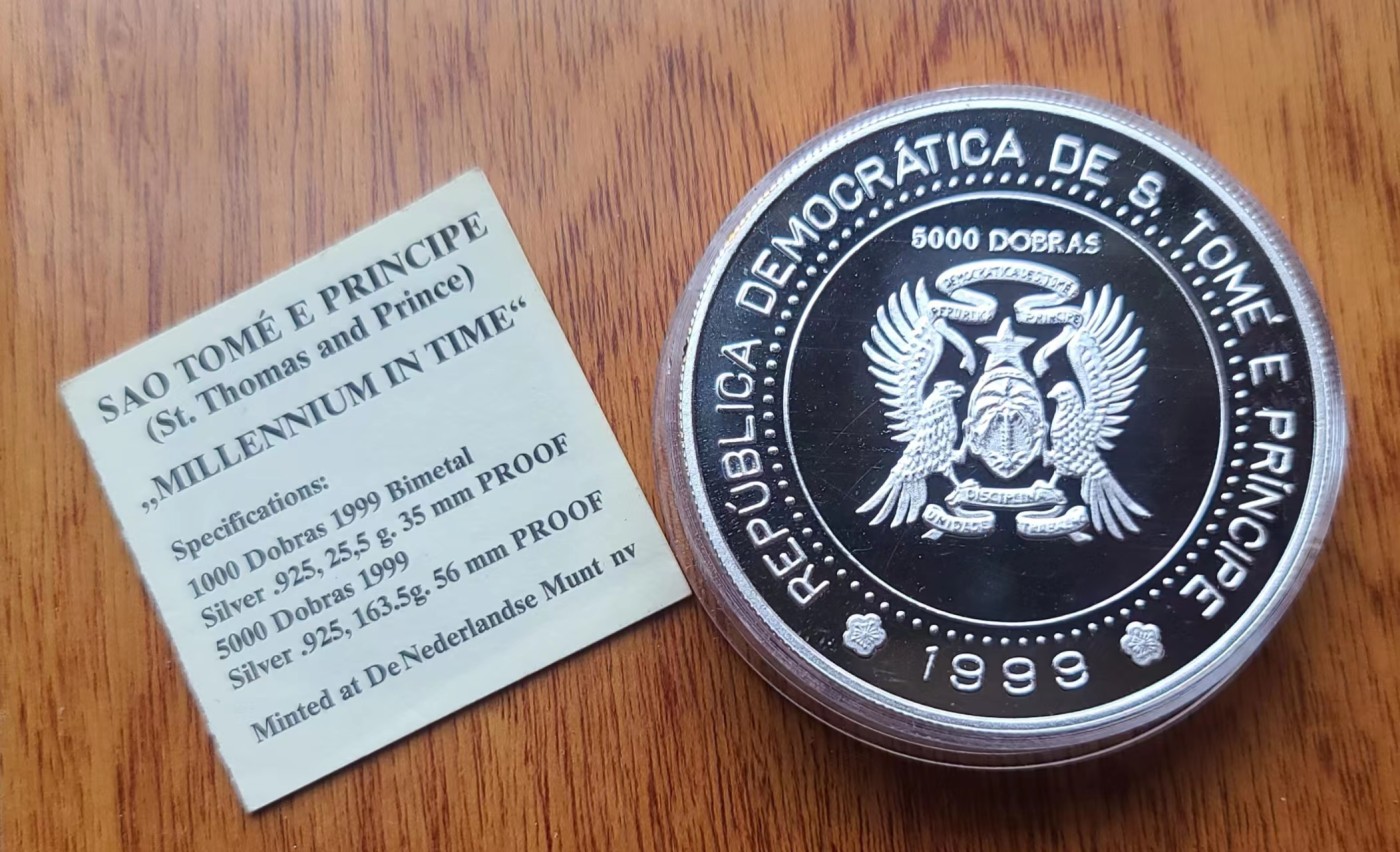 SAO TOMÉ E PRINCIPE
(St. Thomas and Prince)
„MILLENNIUM IN TIME“
Specifications:
1000 Dobras 1999 Bimetal
Silver .925, 25,5 g. 35 mm PROOF
5000 Dobras 1999
Silver .925, 163.5g. 56 mm PROOF
Minted at De Nederlandse Munt nv
REPÚBLICA DEMOCRÁTICA DE S. TOMÉ E PRÍNCIPE
5000 DOBRAS
DISCIPLINA
UNIDADE
1999